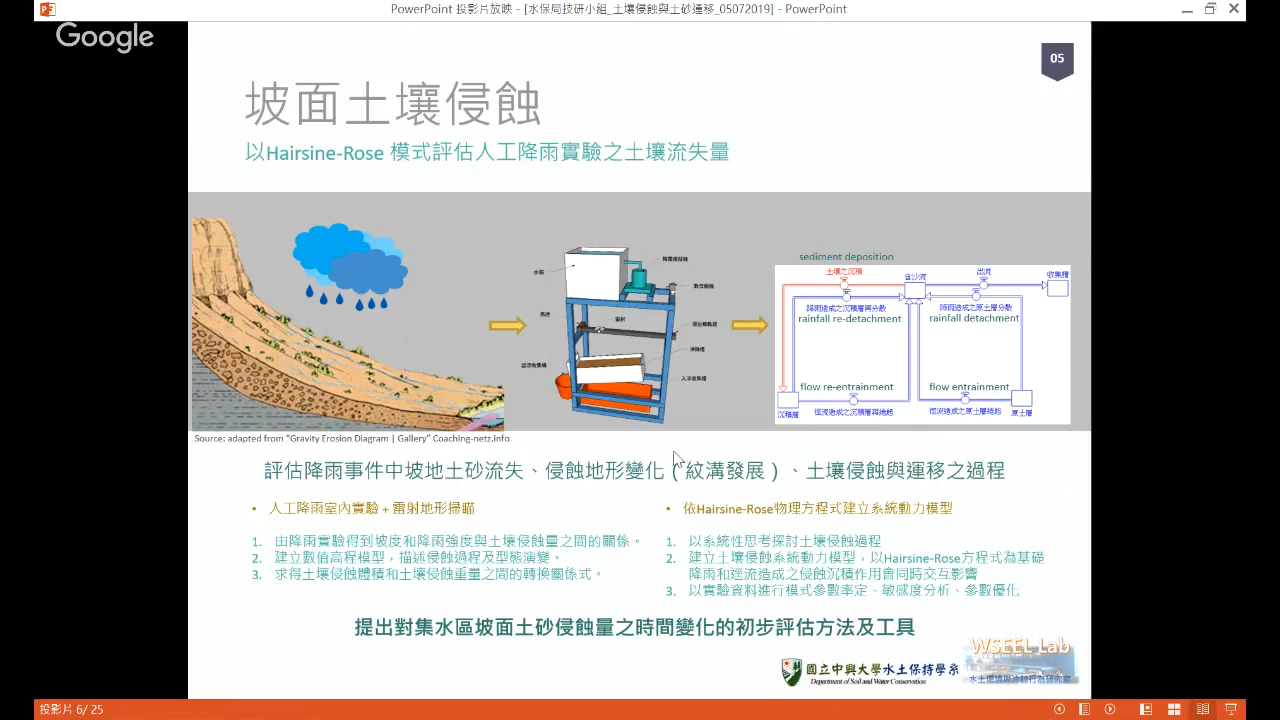 PowerPoint 投影片放映 - [水保局技研小組_土壤侵蝕與土砂運移_05072019] - PowerPoint
Google
05
坡面土壤侵蝕
以Hairsine-Rose 模式評估人工降雨實驗之土壤流失量
sediment deposition
土壤之沉積
含沙流
出流
收集槽
降雨造成之沉積層再分散
rainfall re-detachment
降雨造成之原土層分散
rainfall detachment
水箱
雷射
flow re-entrainment
flow entrainment
沉積層
徑流造成之沉積層再捲起
徑流造成之原土層捲起
原土層
Source: adapted from “Gravity Erosion Diagram | Gallery” Coaching-netz.info
評估降雨事件中坡地土砂流失、侵蝕地形變化（紋溝發展）、土壤侵蝕與運移之過程
• 人工降雨室內實驗 + 雷射地形掃瞄
1. 由降雨實驗得到坡度和降雨強度與土壤侵蝕量之間的關係。
2. 建立數值高程模型，描述侵蝕過程及型態演變。
3. 求得土壤侵蝕體積和土壤侵蝕重量之間的轉換關係式。
• 依Hairsine-Rose物理方程式建立系統動力模型
1. 以系統性思考探討土壤侵蝕過程
2. 建立土壤侵蝕系統動力模型，以Hairsine-Rose方程式為基礎
降雨和逕流造成之侵蝕沉積作用會同時交互影響
3. 以實驗資料進行模式參數率定、敏感度分析、參數優化
提出對集水區坡面土砂侵蝕量之時間變化的初步評估方法及工具
國立中興大學水土保持學系
Department of Soil and Water Conservation
WSEEL Lab
投影片 6/ 25